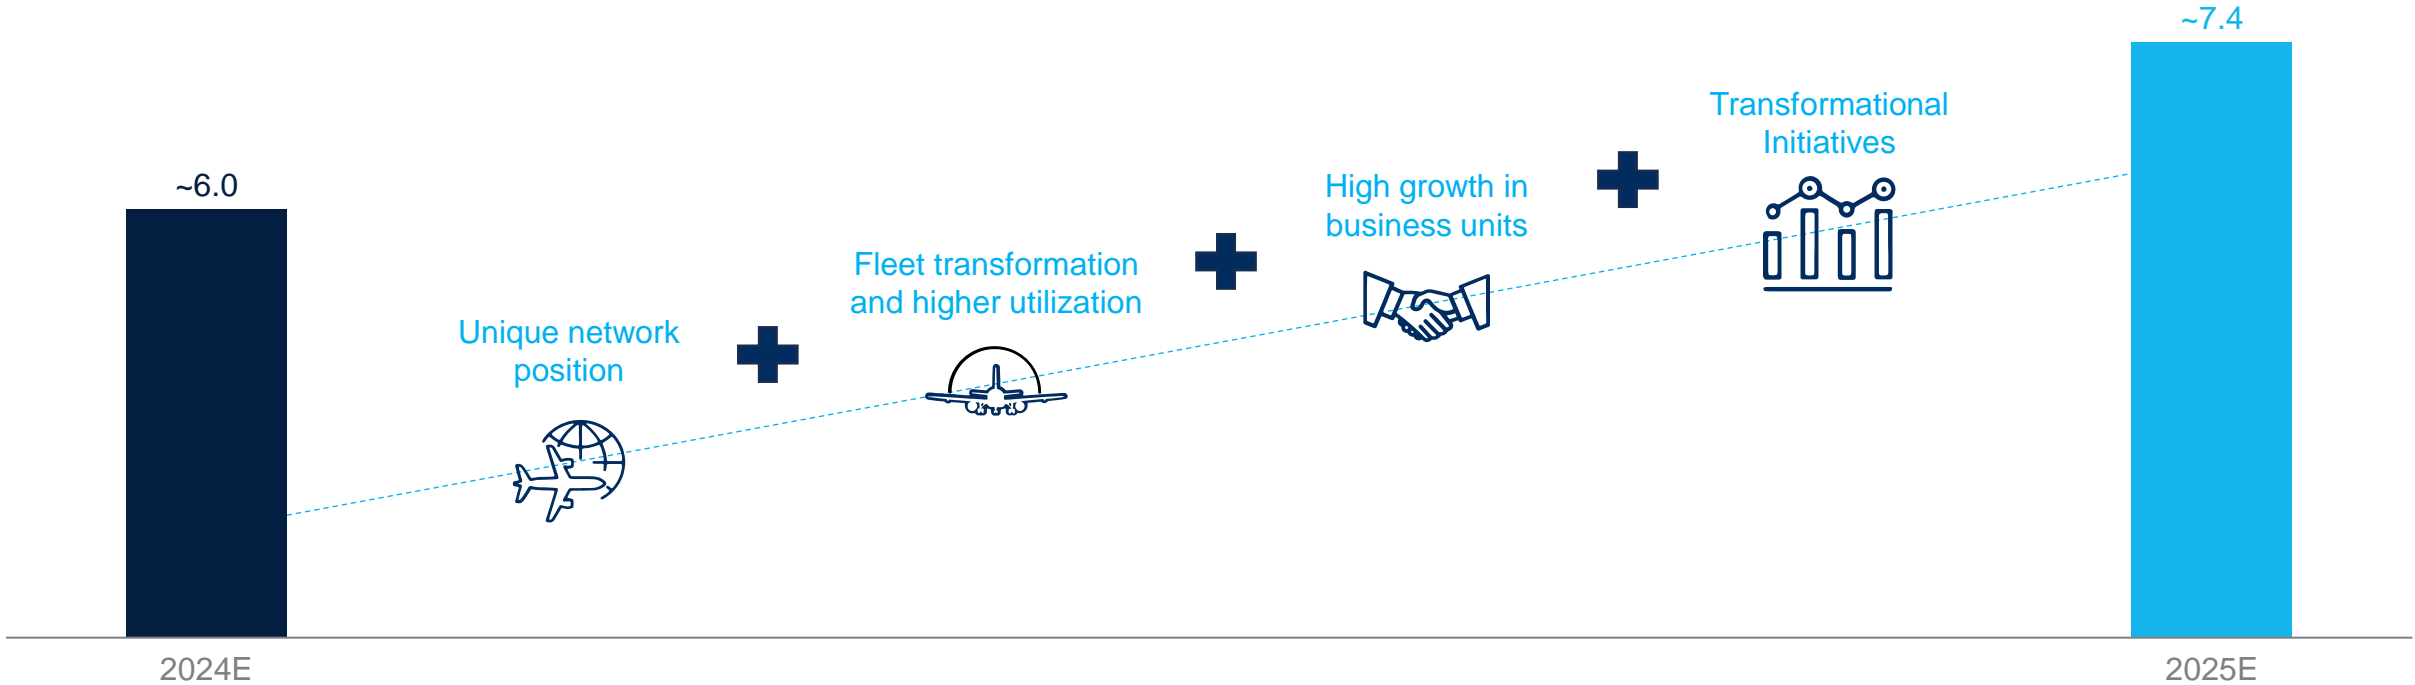 ~7.4
Transformational
Initiatives
~6.0
High growth in
business units
Fleet transformation
and higher utilization
Unique network
position
2024E
2025E